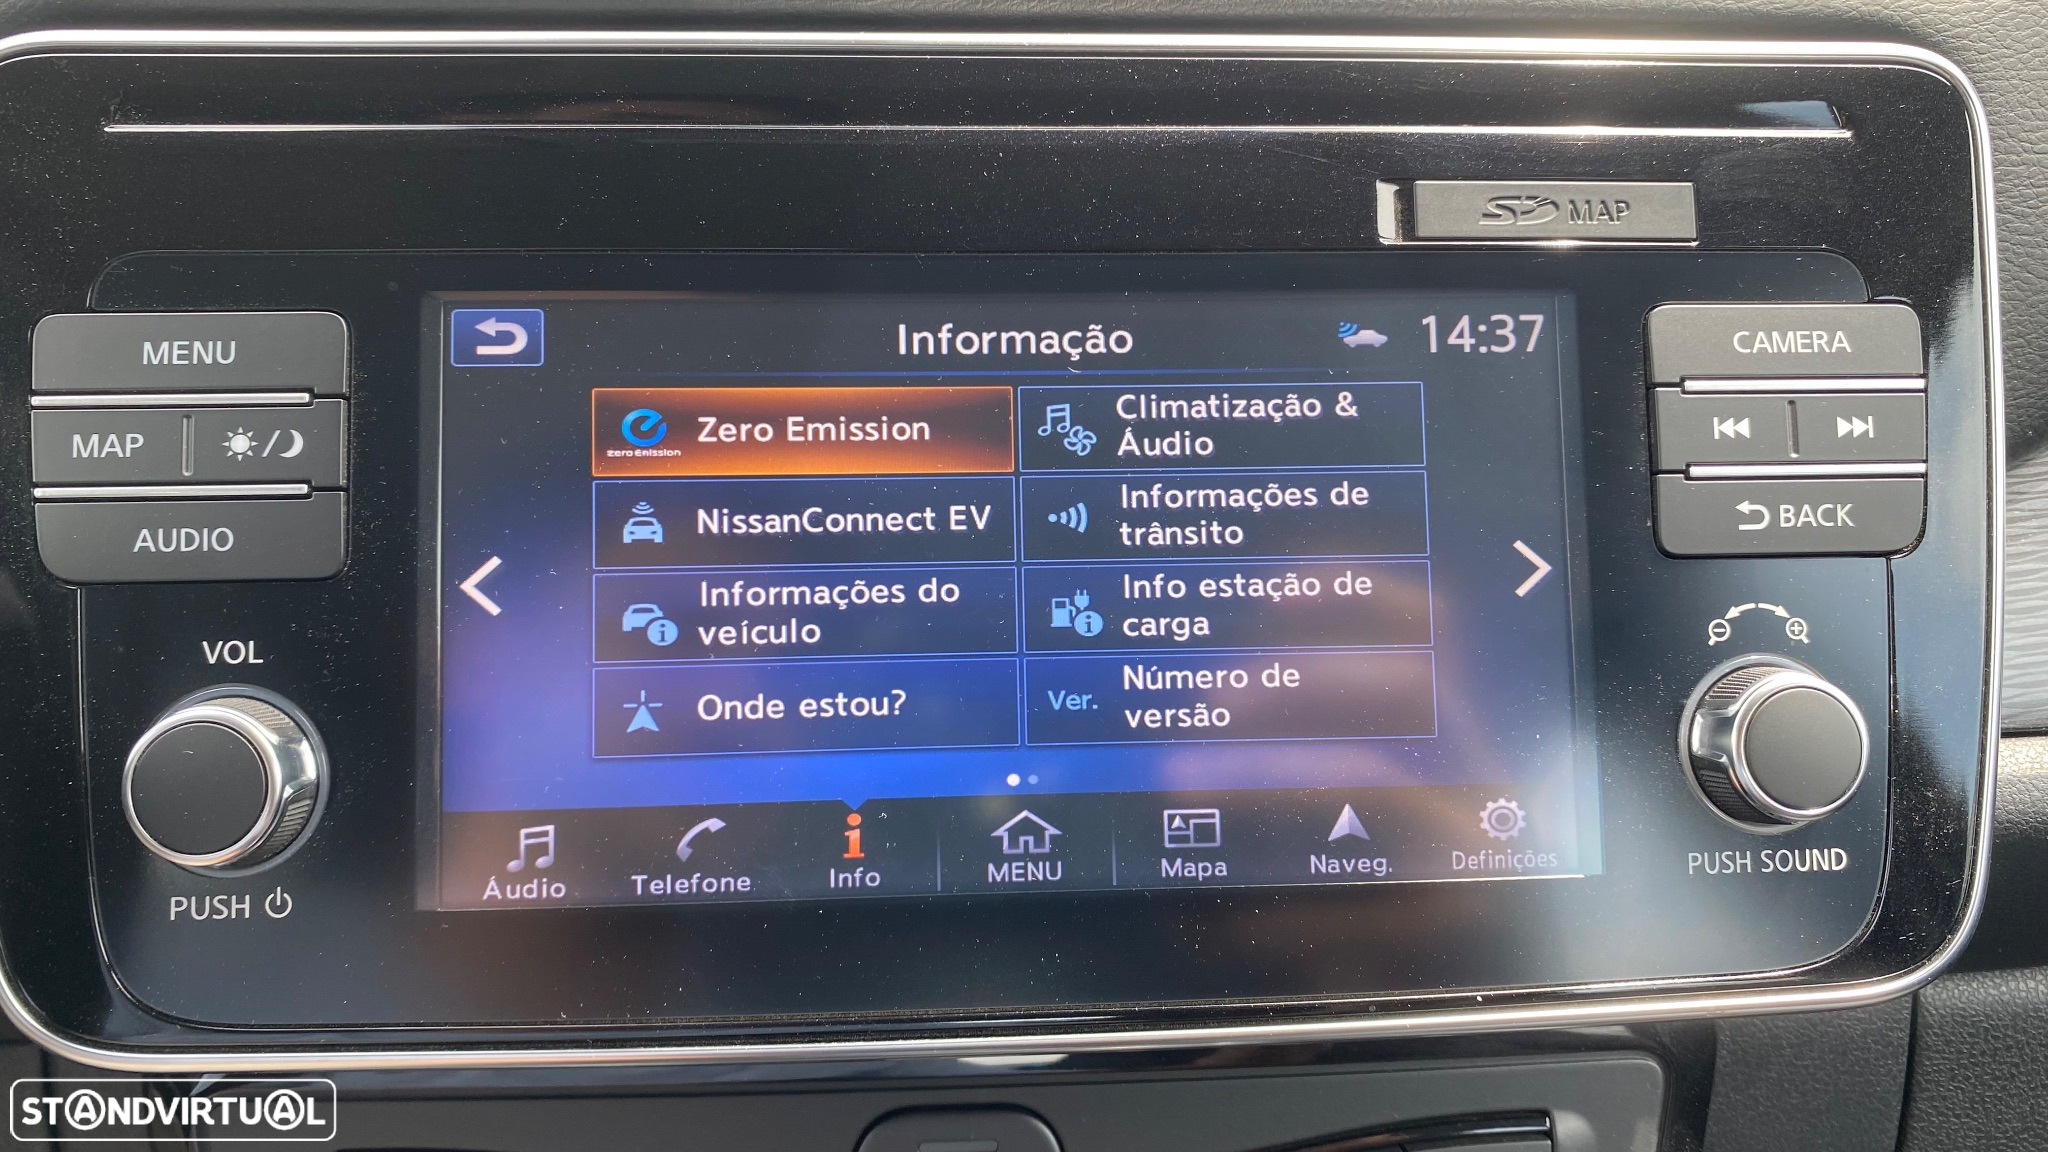 SD MAP
MENU
MAP
AUDIO
VOL
PUSH
Informação
14:37
zero Emission
Zero Emission
Climatização &
Áudio
NissanConnect EV
Informações de
trânsito
Informações do
veículo
Info estação de
carga
Onde estou?
Ver.
Número de
versão
Áudio
Telefone
Info
MENU
Mapa
Naveg.
Definições
CAMERA
BACK
PUSH SOUND
STANDVIRTUAL